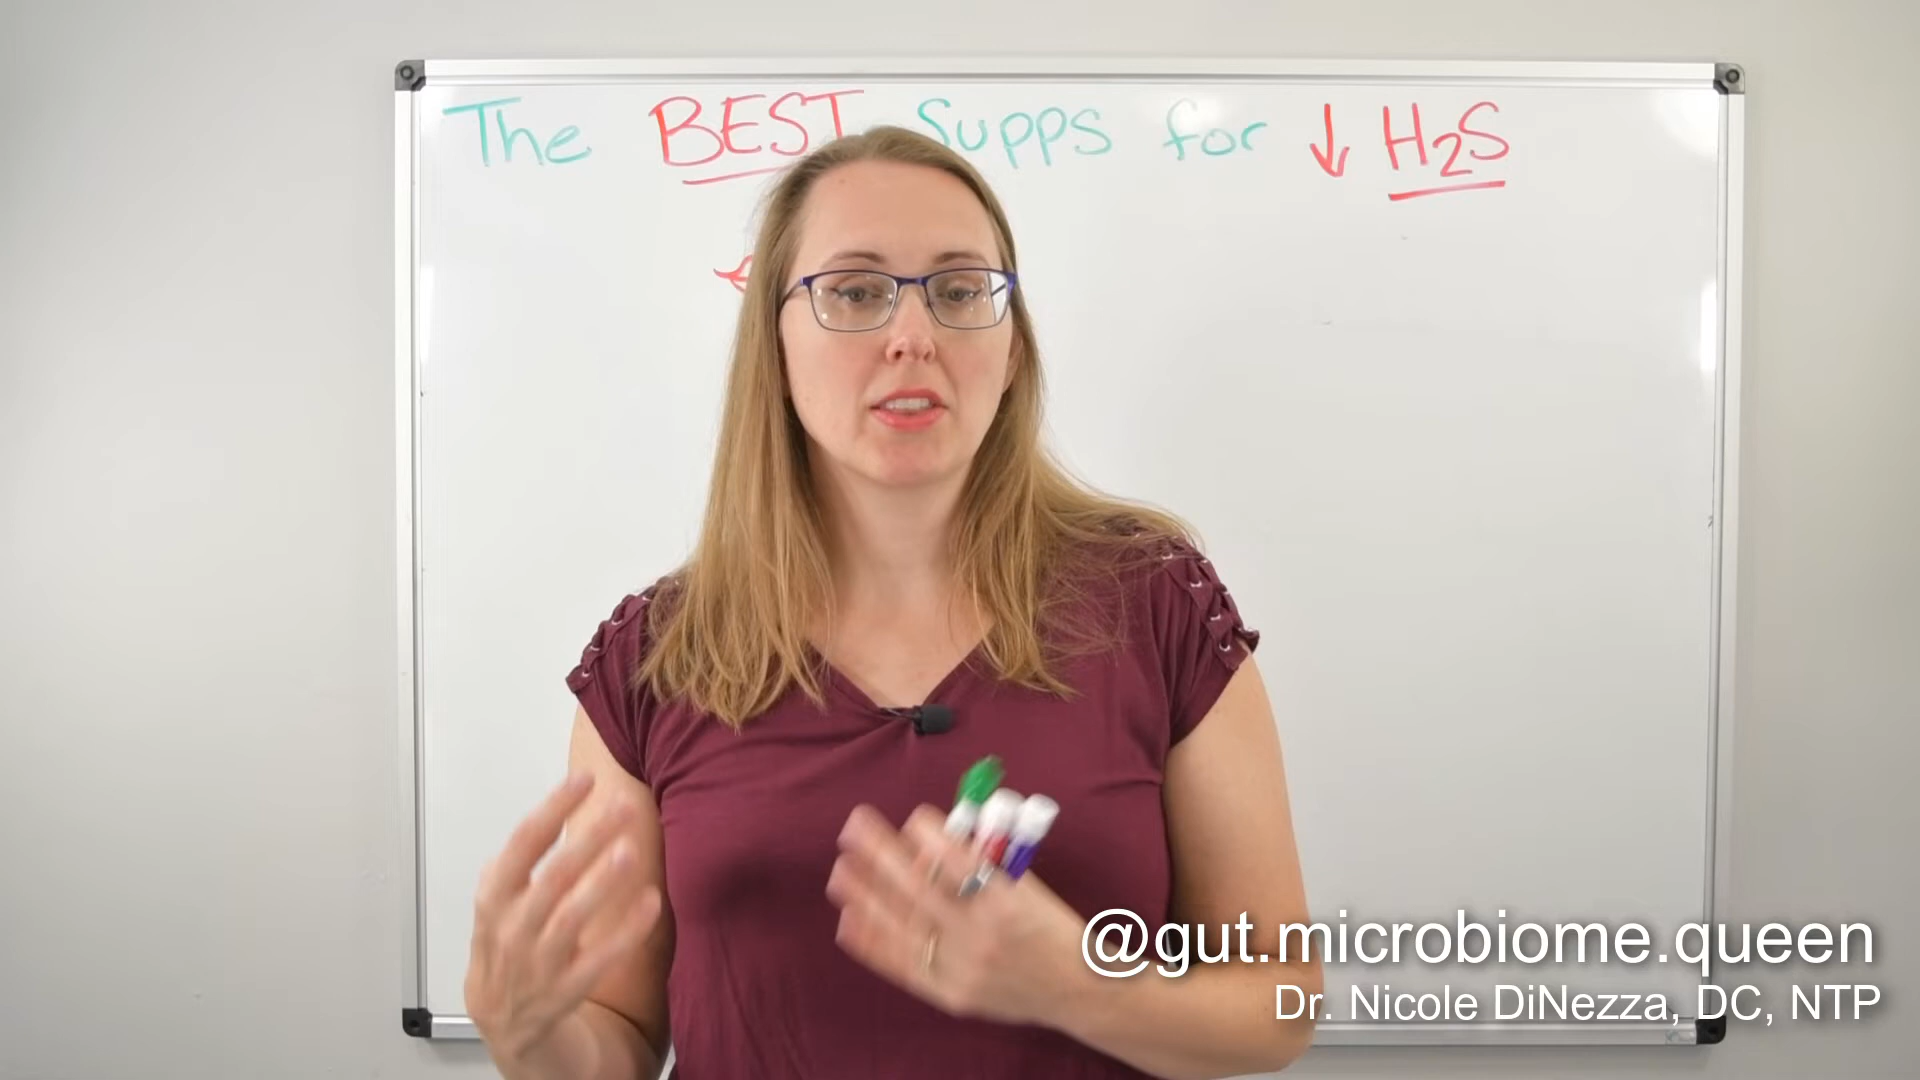 The BEST Supps for ↓ H₂S
@gut.microbiome.queen
Dr. Nicole DiNezza, DC, NTP